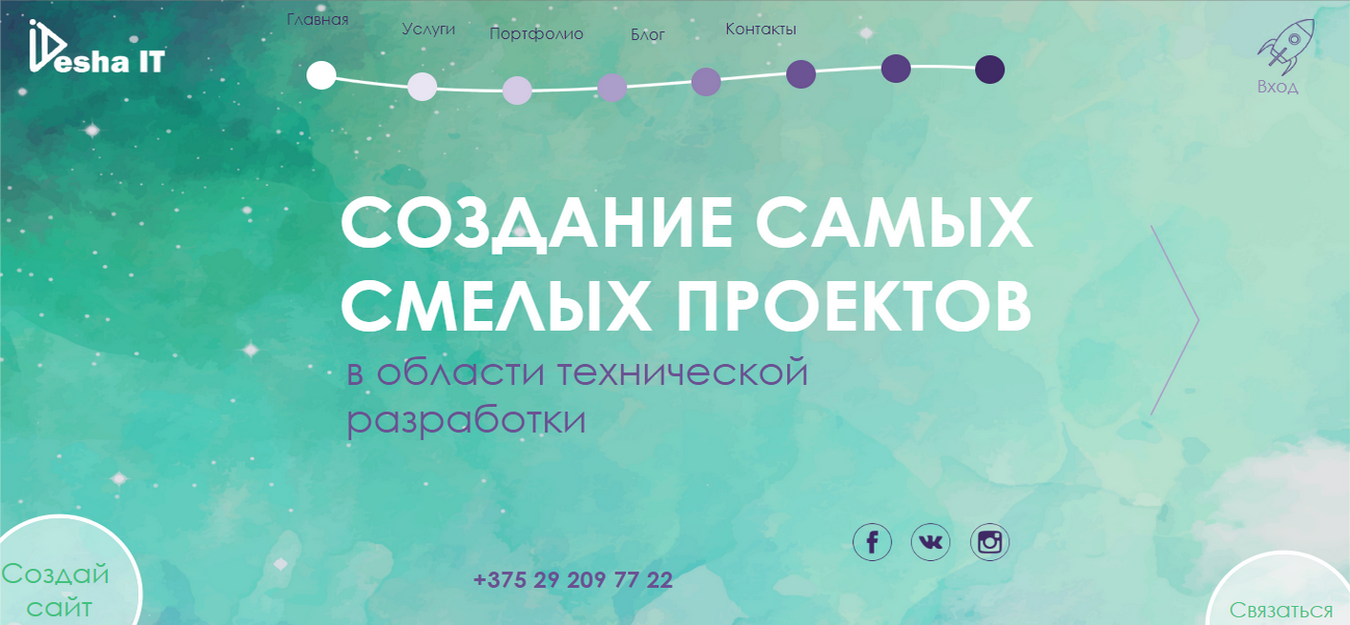 Главная
Услуги
Портфолио
Блог
Контакты
iDesha IT
Вход
СОЗДАНИЕ САМЫХ
СМЕЛЫХ ПРОЕКТОВ
в области технической
разработки
+375 29 209 77 22
Создай
сайт
Связаться